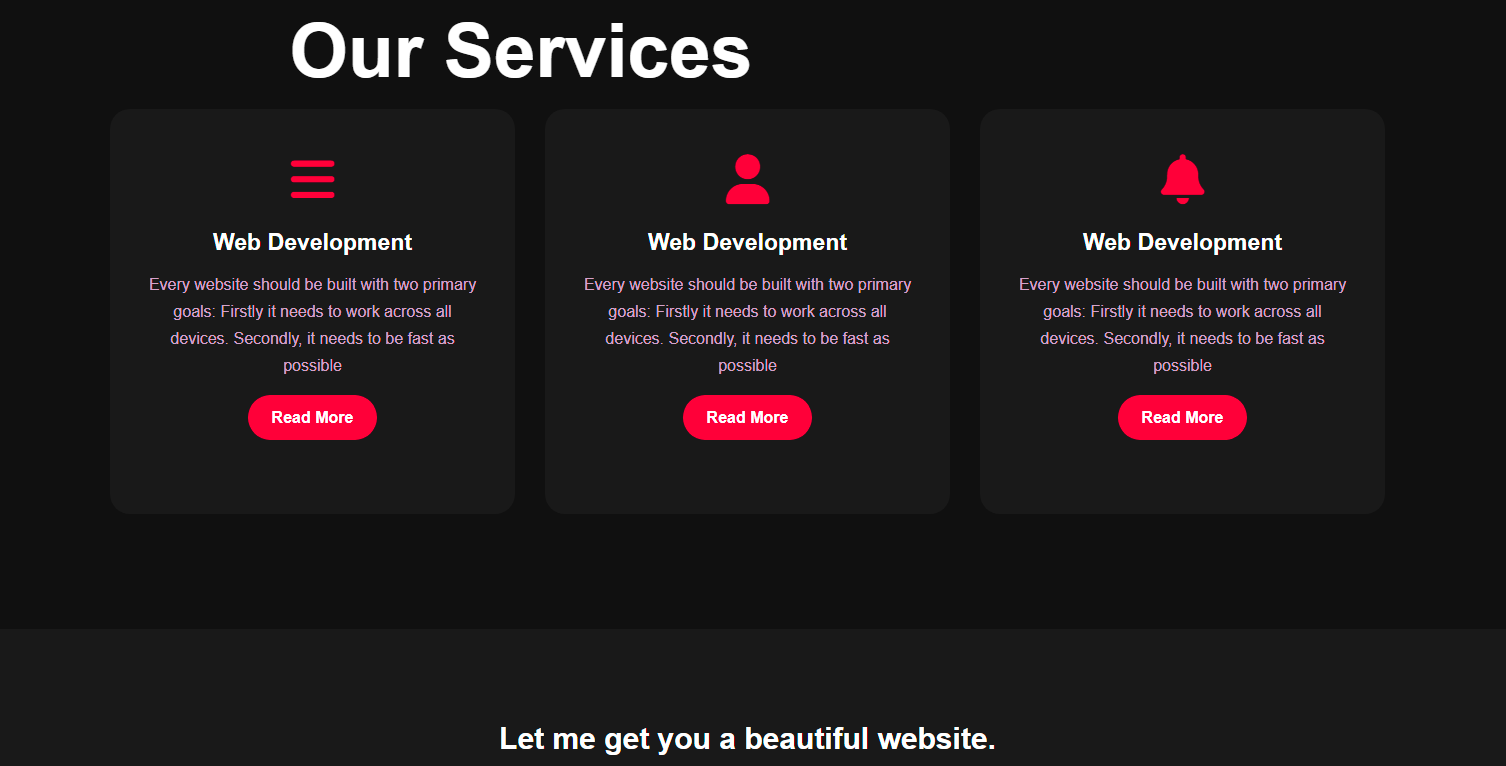 Our Services
Web Development
Every website should be built with two primary
goals: Firstly it needs to work across all
devices. Secondly, it needs to be fast as
possible
Read More
Web Development
Every website should be built with two primary
goals: Firstly it needs to work across all
devices. Secondly, it needs to be fast as
possible
Read More
Web Development
Every website should be built with two primary
goals: Firstly it needs to work across all
devices. Secondly, it needs to be fast as
possible
Read More
Let me get you a beautiful website.